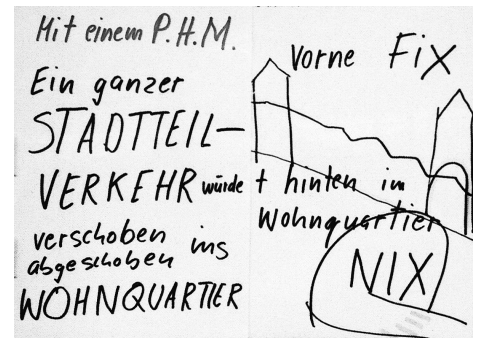 Mit einem P.H.M.
Ein ganzer
STADTTEIL-
VERKEHR würde
verschoben ins
abgeschoben
WOHNQUARTIER
Vorne FiX
+ hinten im
Wohnquartier
NIX